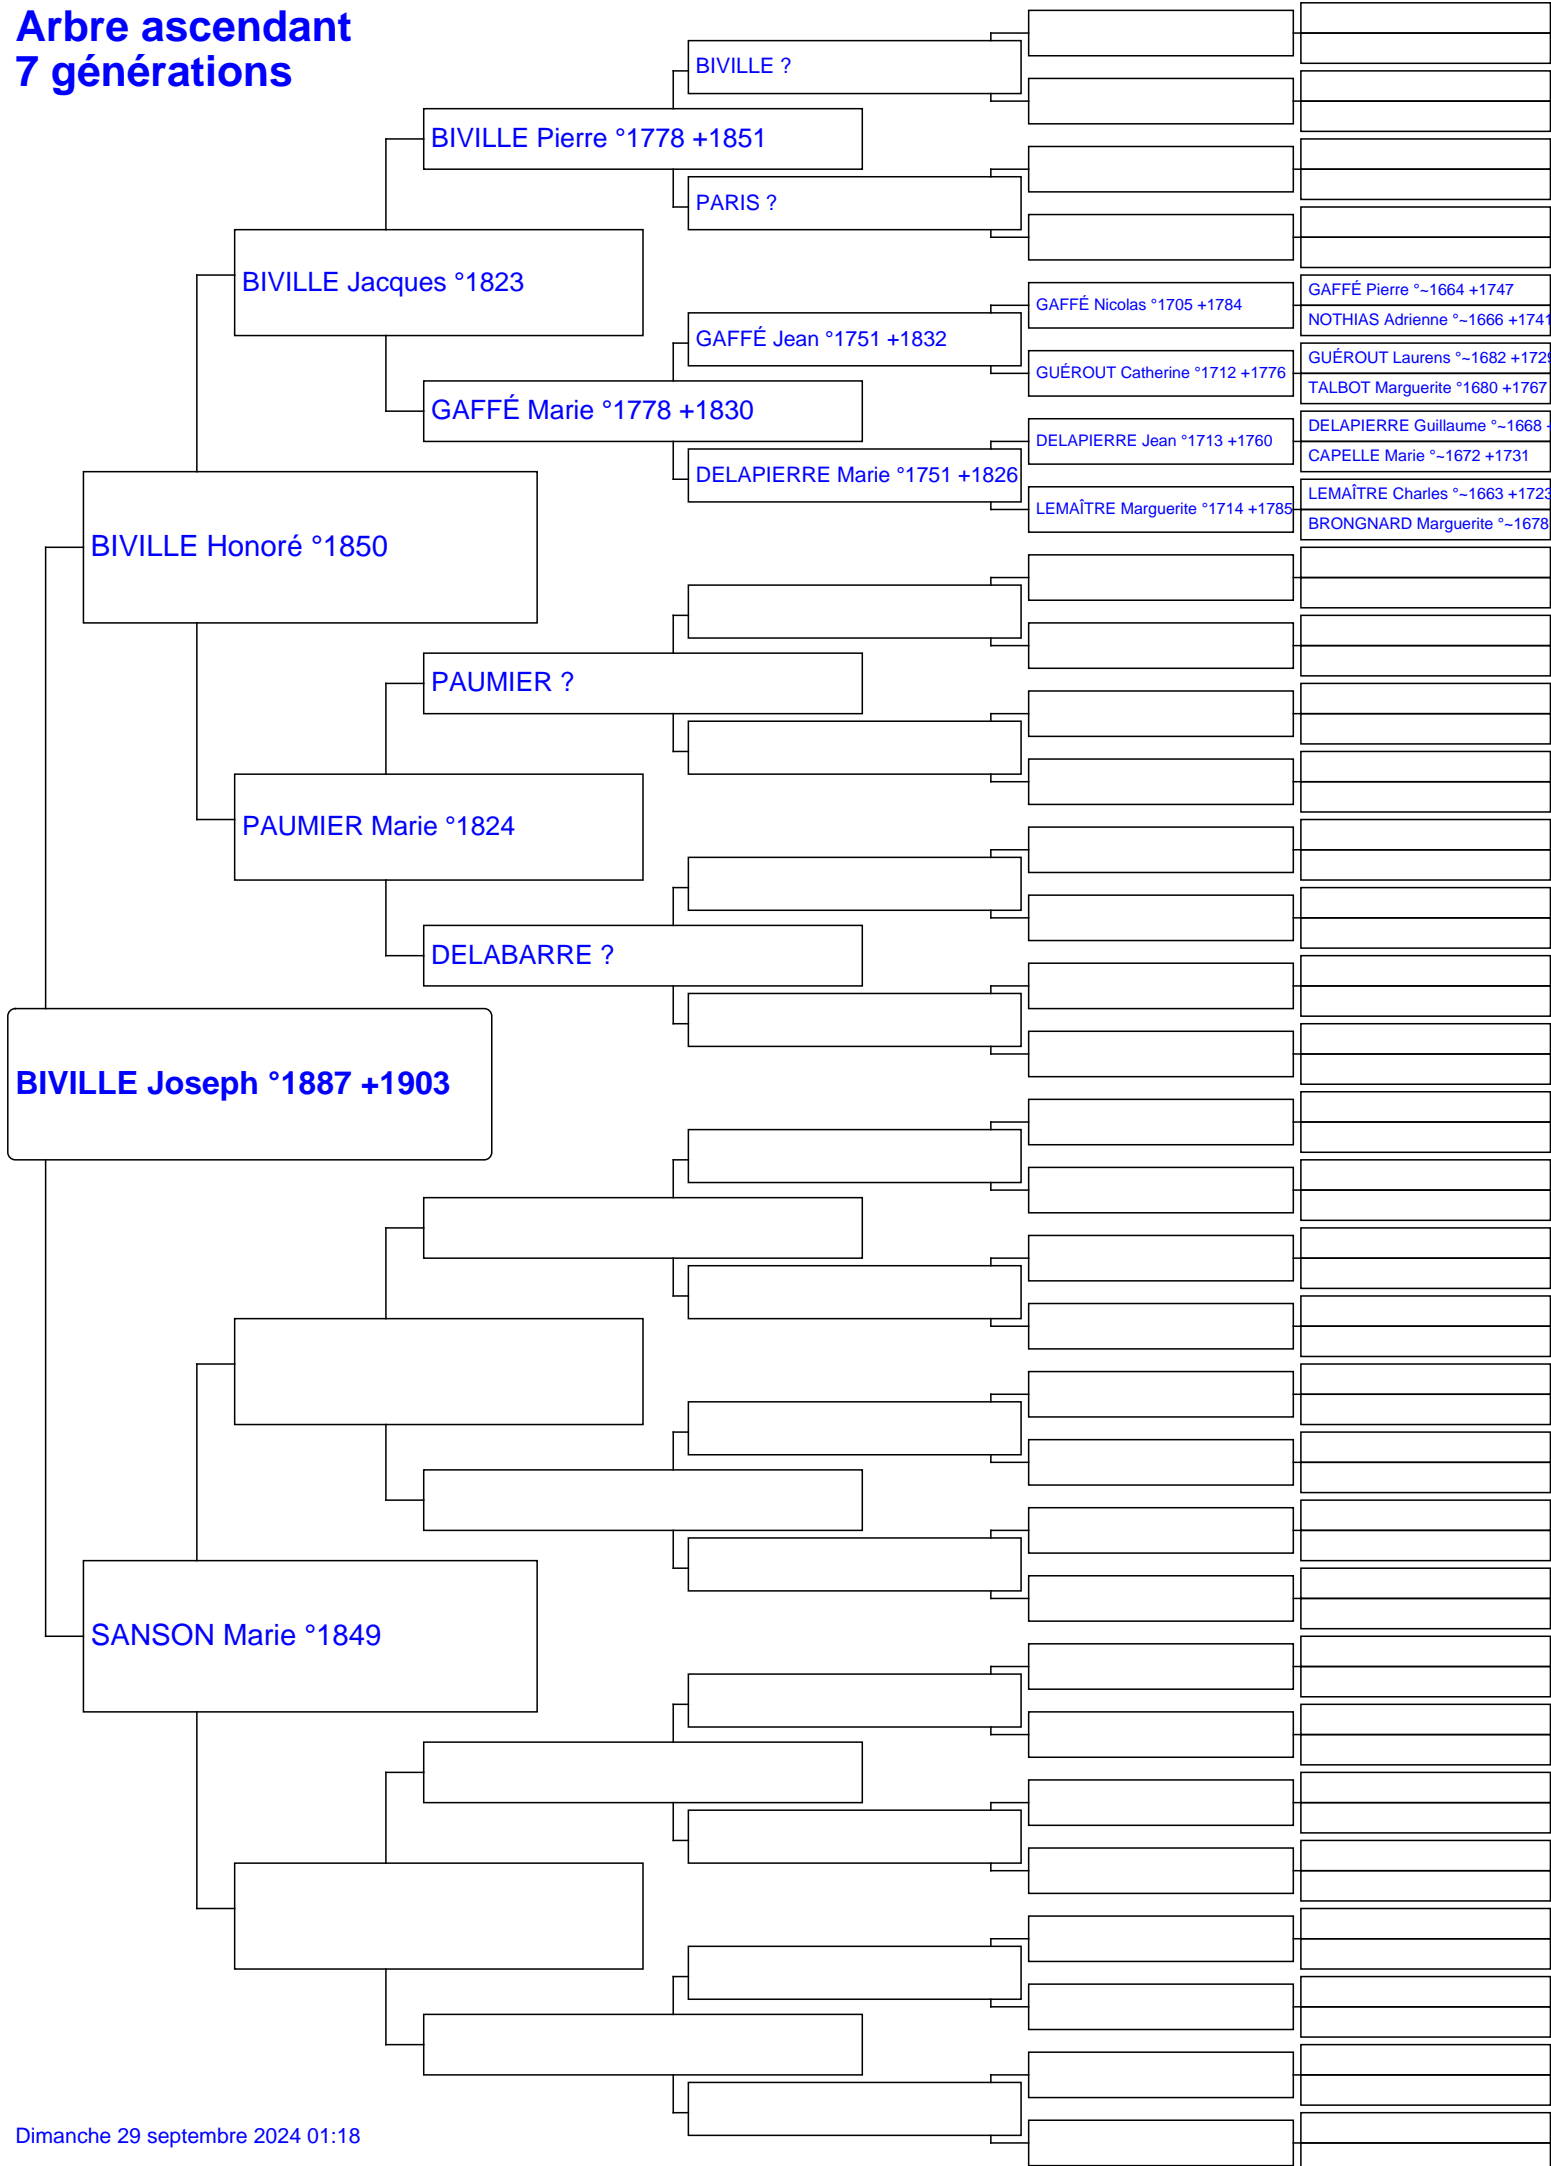 Arbre ascendant
7 générations
BIVILLE ?
BIVILLE Pierre °1778 +1851
PARIS ?
BIVILLE Jacques °1823
GAFFÉ Pierre °~1664 +1747
GAFFÉ Nicolas °1705 +1784
NOTHIAS Adrienne °~1666 +1741
GAFFÉ Jean °1751 +1832
GUÉROUT Laurens °~1682 +1729
GUÉROUT Catherine °1712 +1776
TALBOT Marguerite °1680 +1767
GAFFÉ Marie °1778 +1830
DELAPIERRE Guillaume °~1668 +
DELAPIERRE Jean °1713 +1760
CAPELLE Marie °~1672 +1731
DELAPIERRE Marie °1751 +1826
LEMAÎTRE Charles °~1663 +1723
LEMAÎTRE Marguerite °1714 +1785
BRONGNARD Marguerite °~1678
BIVILLE Honoré °1850
PAUMIER ?
PAUMIER Marie °1824
DELABARRE ?
BIVILLE Joseph °1887 +1903
SANSON Marie °1849
Dimanche 29 septembre 2024 01:18